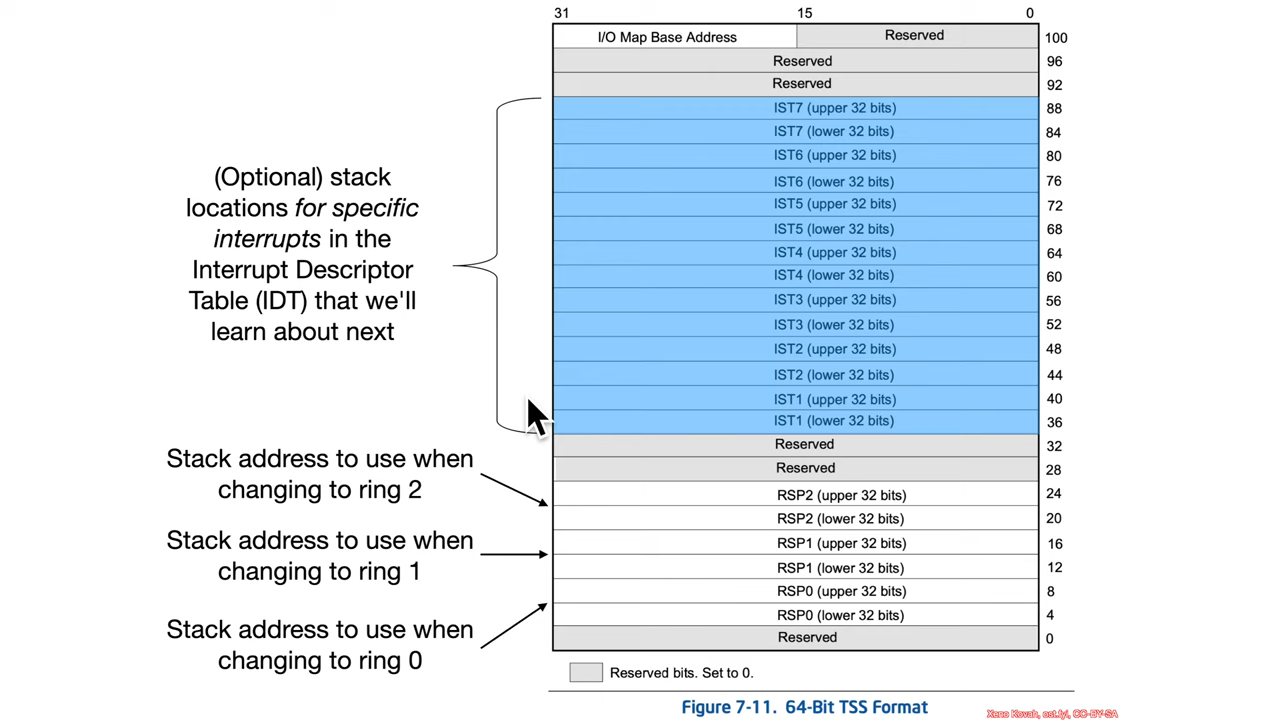 31 15 0
I/O Map Base Address Reserved 100
Reserved 96
Reserved 92
IST7 (upper 32 bits) 88
IST7 (lower 32 bits) 84
IST6 (upper 32 bits) 80
IST6 (lower 32 bits) 76
IST5 (upper 32 bits) 72
IST5 (lower 32 bits) 68
IST4 (upper 32 bits) 64
IST4 (lower 32 bits) 60
IST3 (upper 32 bits) 56
IST3 (lower 32 bits) 52
IST2 (upper 32 bits) 48
IST2 (lower 32 bits) 44
IST1 (upper 32 bits) 40
IST1 (lower 32 bits) 36
Reserved 32
Reserved 28
RSP2 (upper 32 bits) 24
RSP2 (lower 32 bits) 20
RSP1 (upper 32 bits) 16
RSP1 (lower 32 bits) 12
RSP0 (upper 32 bits) 8
RSP0 (lower 32 bits) 4
Reserved 0
(Optional) stack
locations for specific
interrupts in the
Interrupt Descriptor
Table (IDT) that we'll
learn about next
Stack address to use when
changing to ring 2
Stack address to use when
changing to ring 1
Stack address to use when
changing to ring 0
Reserved bits. Set to 0.
Figure 7-11. 64-Bit TSS Format
Xeno Kovah, ost.fyi, CC-BY-SA